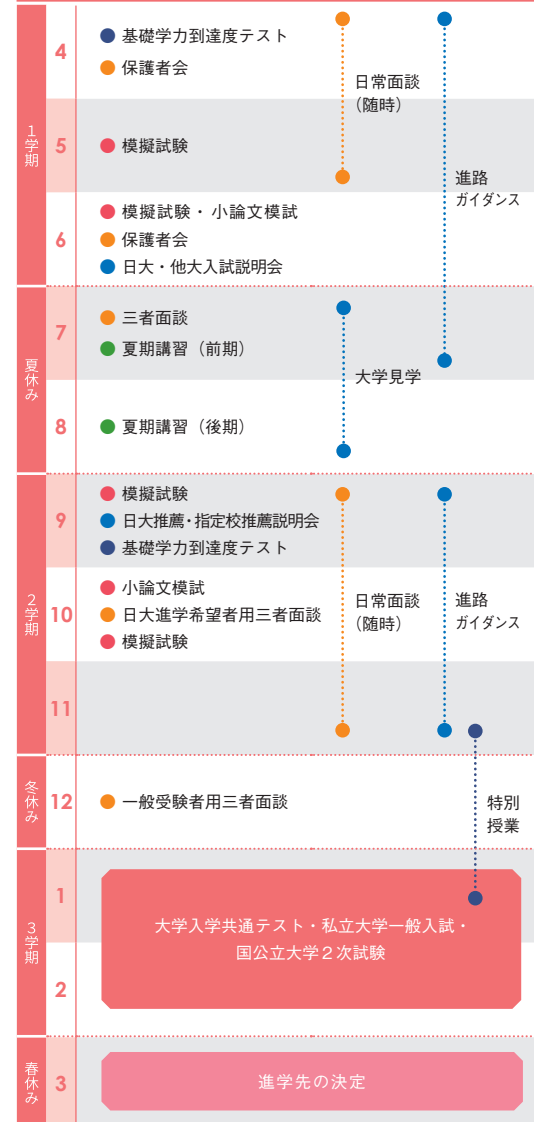 1学期
4
基礎学力到達度テスト
保護者会
日常面談
（随時）
5
模擬試験
進路
ガイダンス
6
模擬試験・小論文模試
保護者会
日大・他大入試説明会
夏休み
7
三者面談
夏期講習（前期）
大学見学
8
夏期講習（後期）
2学期
9
模擬試験
日大推薦・指定校推薦説明会
基礎学力到達度テスト
10
小論文模試
日大進学希望者用三者面談
模擬試験
日常面談
（随時）
進路
ガイダンス
11
冬休み
12
一般受験者用三者面談
特別
授業
3学期
1
大学入学共通テスト・私立大学一般入試・
国公立大学２次試験
2
春休み
3
進学先の決定